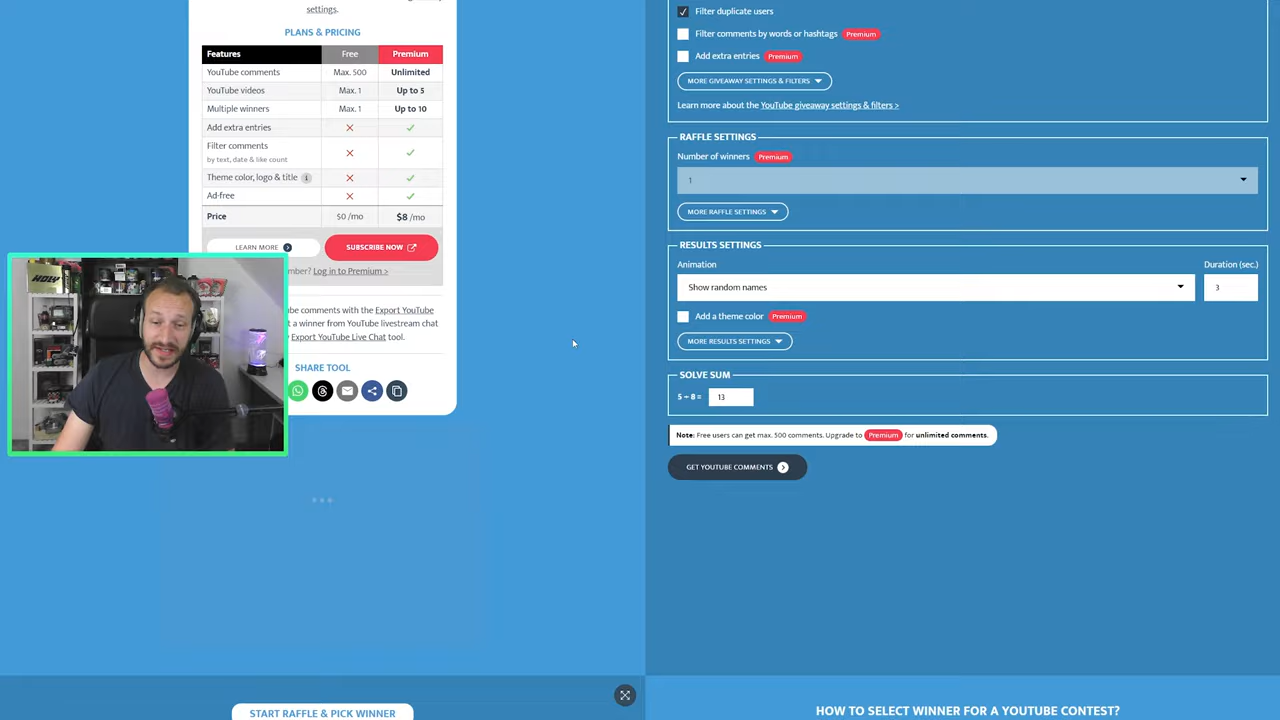 settings.
PLANS & PRICING
Features Free Premium
YouTube comments Max. 500 Unlimited
YouTube videos Max. 1 Up to 5
Multiple winners Max. 1 Up to 10
Add extra entries
Filter comments
by text, date & like count
Theme color, logo & title
Ad-free
Price $0 /mo $8 /mo
LEARN MORE SUBSCRIBE NOW
Log in to Premium >
comments with the Export YouTube
a winner from YouTube livestream chat
Export YouTube Live Chat tool.
SHARE TOOL
HOLY
START RAFFLE & PICK WINNER
Filter duplicate users
Filter comments by words or hashtags Premium
Add extra entries Premium
MORE GIVEAWAY SETTINGS & FILTERS
Learn more about the YouTube giveaway settings & filters >
RAFFLE SETTINGS
Number of winners Premium
1
MORE RAFFLE SETTINGS
RESULTS SETTINGS
Animation Duration (sec.)
Show random names 3
Add a theme color Premium
MORE RESULTS SETTINGS
SOLVE SUM
5 + 8 = 13
Note: Free users can get max. 500 comments. Upgrade to Premium for unlimited comments.
GET YOUTUBE COMMENTS
HOW TO SELECT WINNER FOR A YOUTUBE CONTEST?